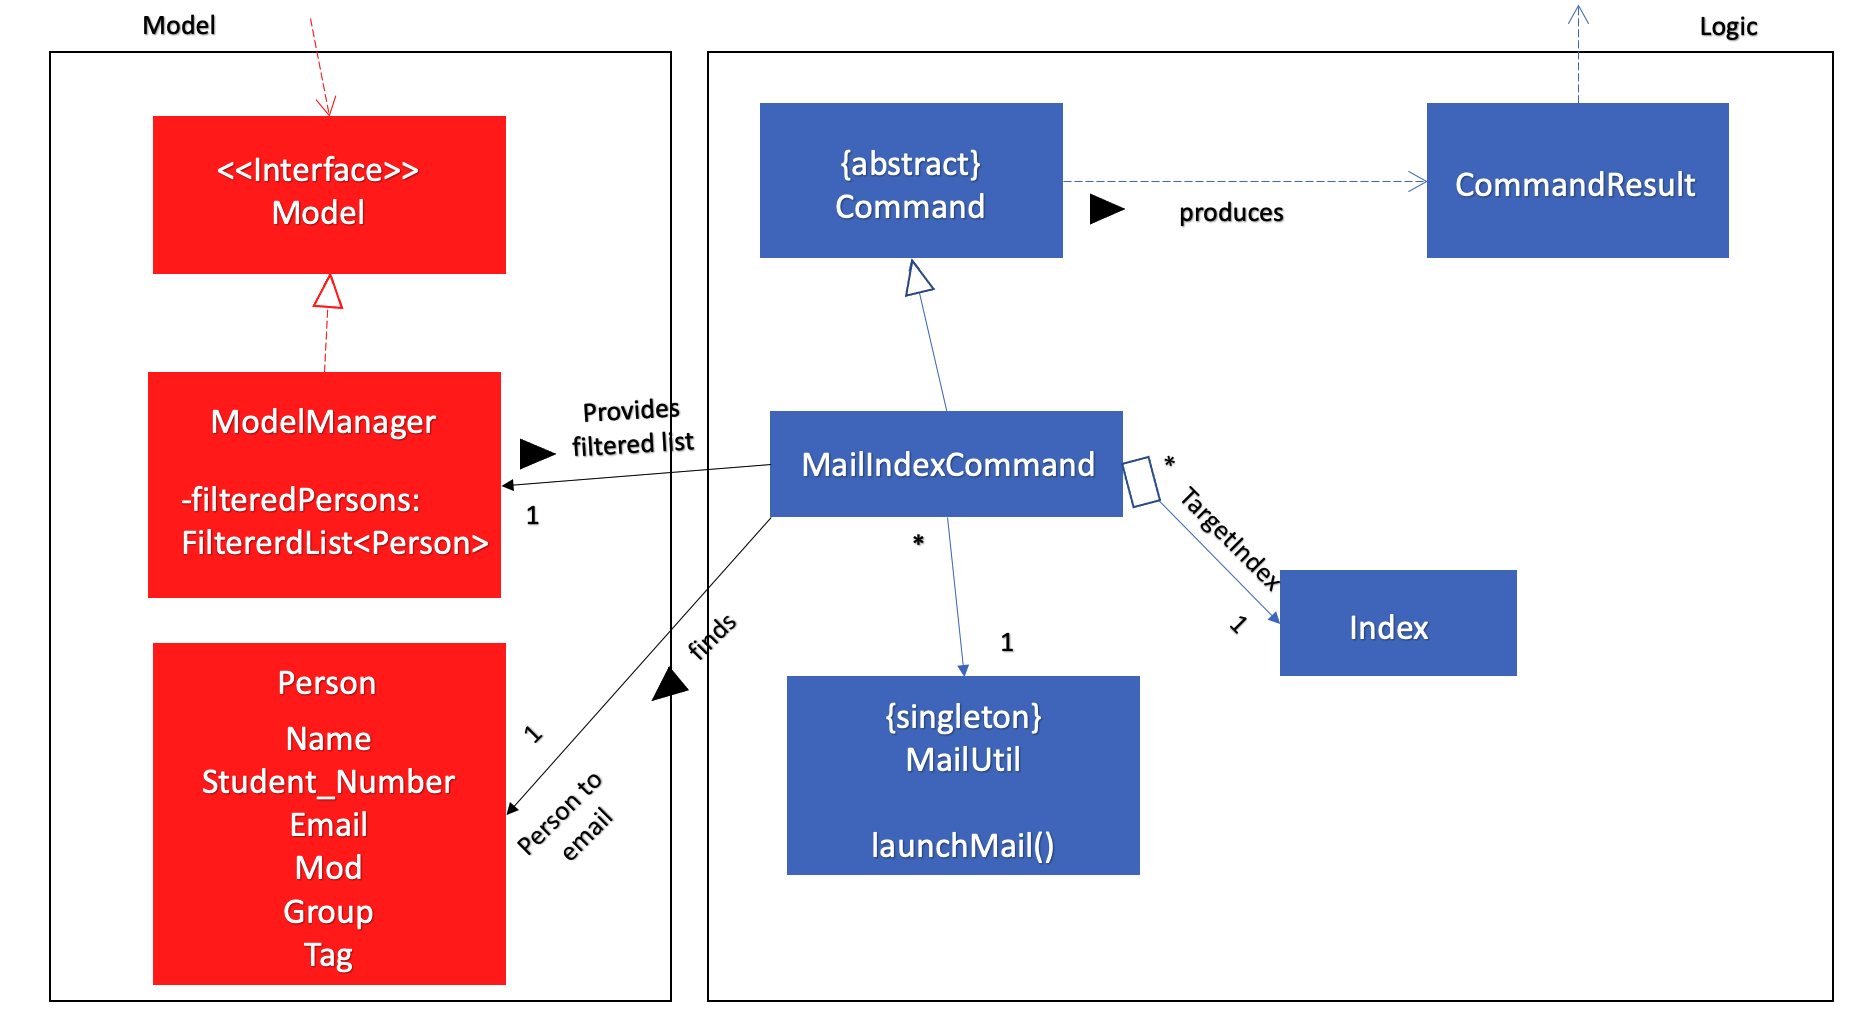 Model
<<Interface>>
Model
ModelManager
-filteredPersons:
FiltererdList<Person>
Person
Name
Student_Number
Email
Mod
Group
Tag
Provides
filtered list
1
finds
1
Person to
email
Logic
{abstract}
Command
produces
CommandResult
MailIndexCommand
*
TargetIndex
1
Index
*
1
{singleton}
MailUtil
launchMail()